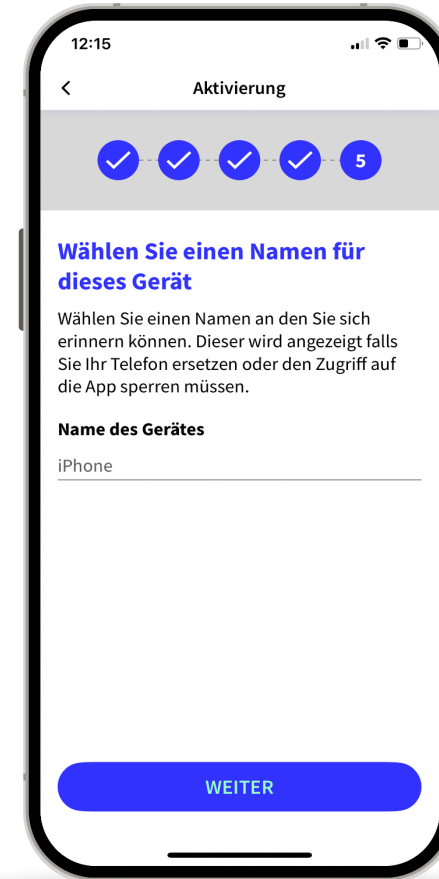 12:15
Aktivierung
5
Wählen Sie einen Namen für
dieses Gerät
Wählen Sie einen Namen an den Sie sich
erinnern können. Dieser wird angezeigt falls
Sie Ihr Telefon ersetzen oder den Zugriff auf
die App sperren müssen.
Name des Gerätes
iPhone
WEITER